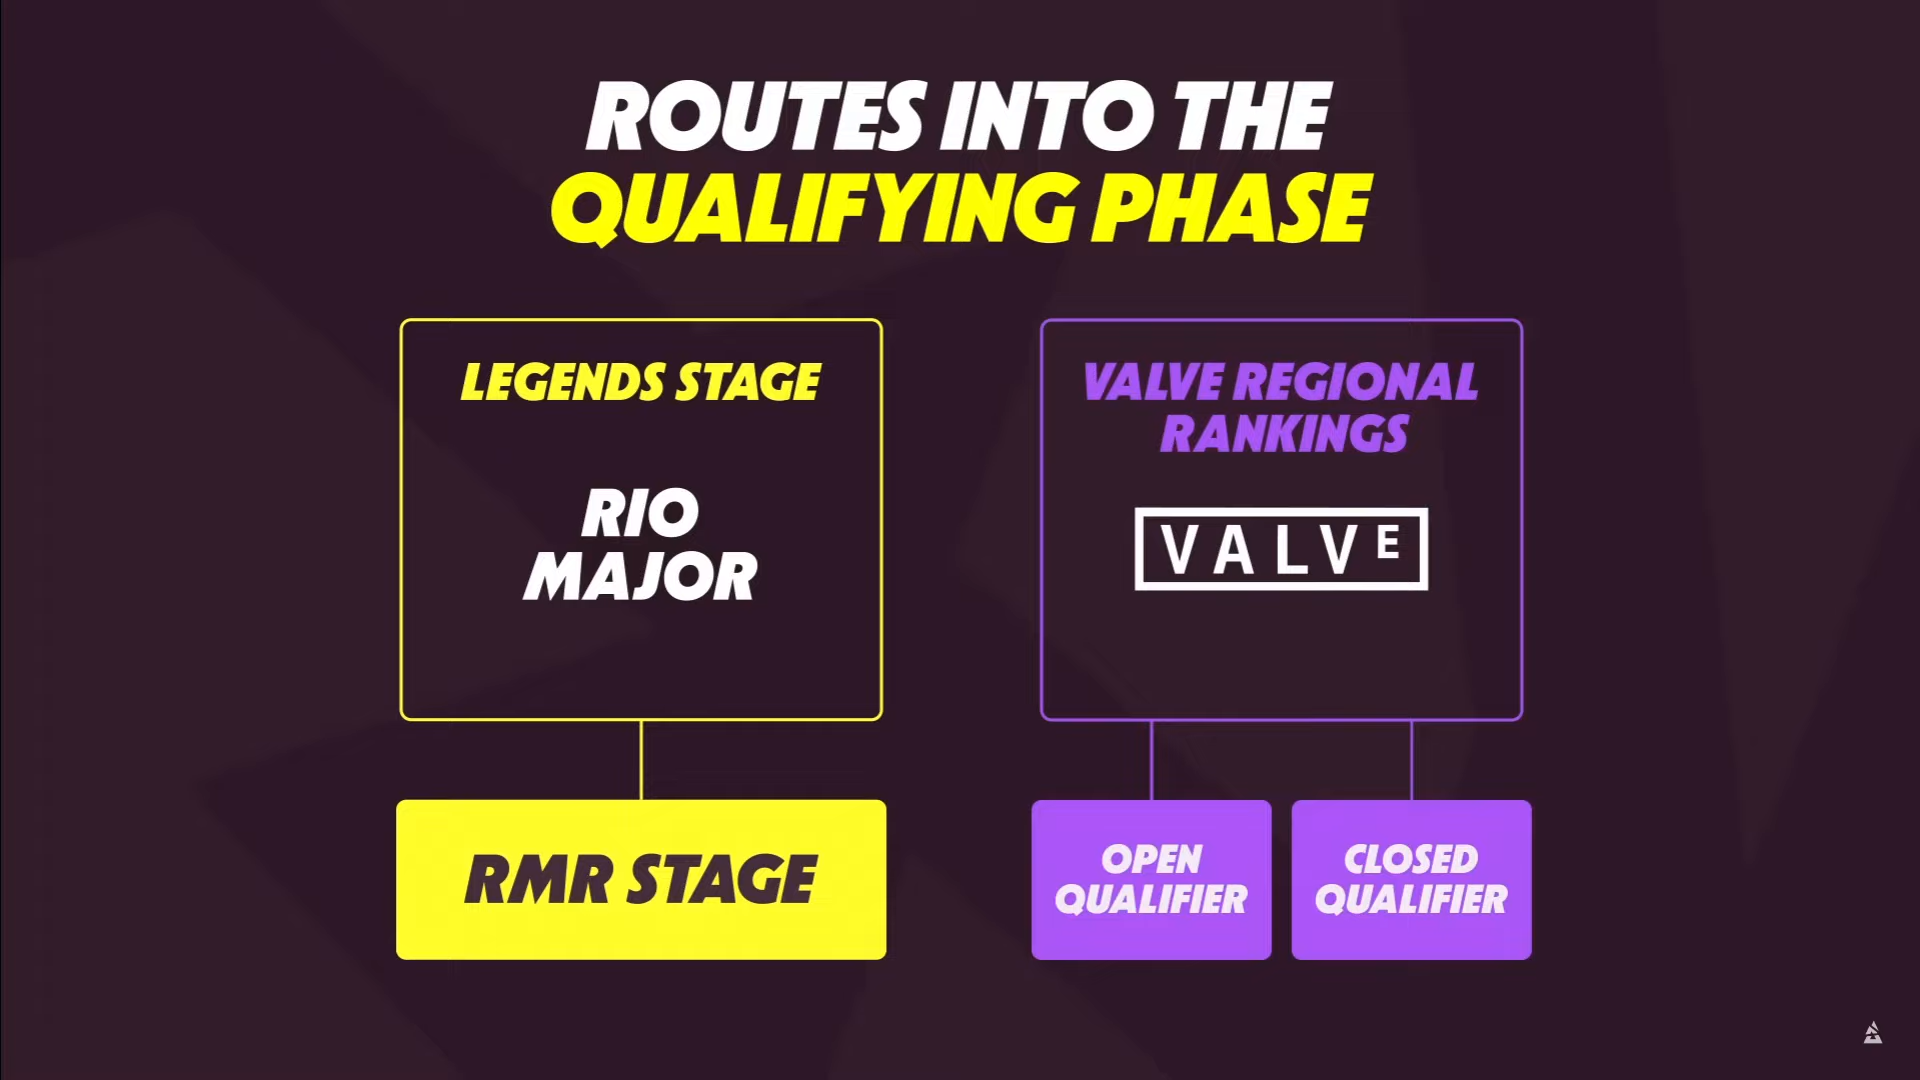 ROUTES INTO THE
QUALIFYING PHASE
LEGENDS STAGE
RIO
MAJOR
RMR STAGE
VALVE REGIONAL
RANKINGS
VALVE
OPEN
QUALIFIER
CLOSED
QUALIFIER